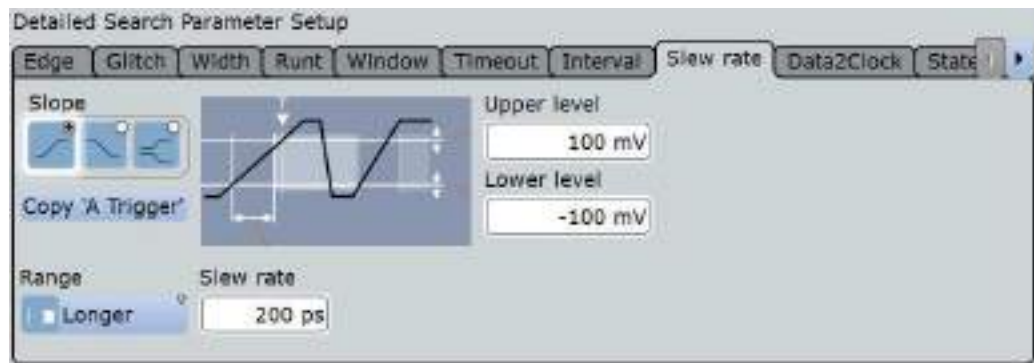 Detailed Search Parameter Setup
Edge Glitch Width Runt Window Timeout Interval Slew rate Data2Clock State
Slope
Upper level
100 mV
Lower level
-100 mV
Copy 'A Trigger'
Range
Longer
Slew rate
200 ps